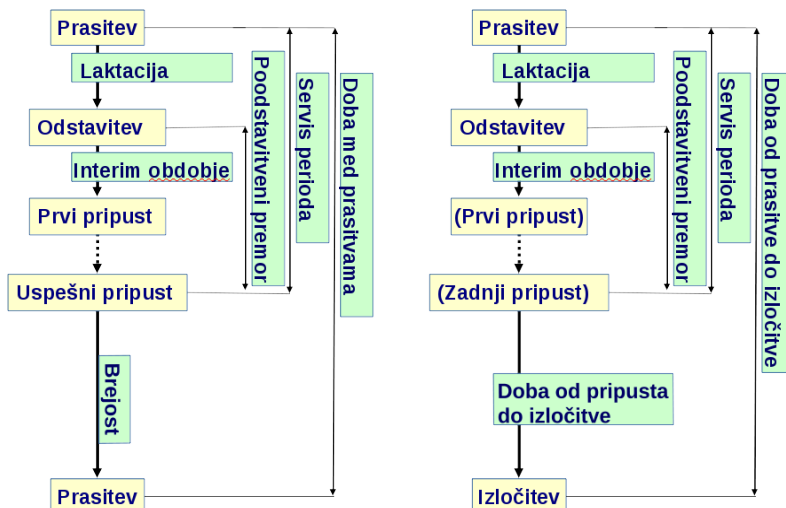 Prasitev
Laktacija
Odstavitev
Interim obdobje
Prvi pripust
Uspešni pripust
Brejost
Prasitev
Poodstavitveni premor
Servis perioda
Doba med prasitvama
Prasitev
Laktacija
Odstavitev
Interim obdobje
(Prvi pripust)
(Zadnji pripust)
Doba od pripusta
do izločitve
Izločitev
Poodstavitveni premor
Servis perioda
Doba od prasitve do izločitve